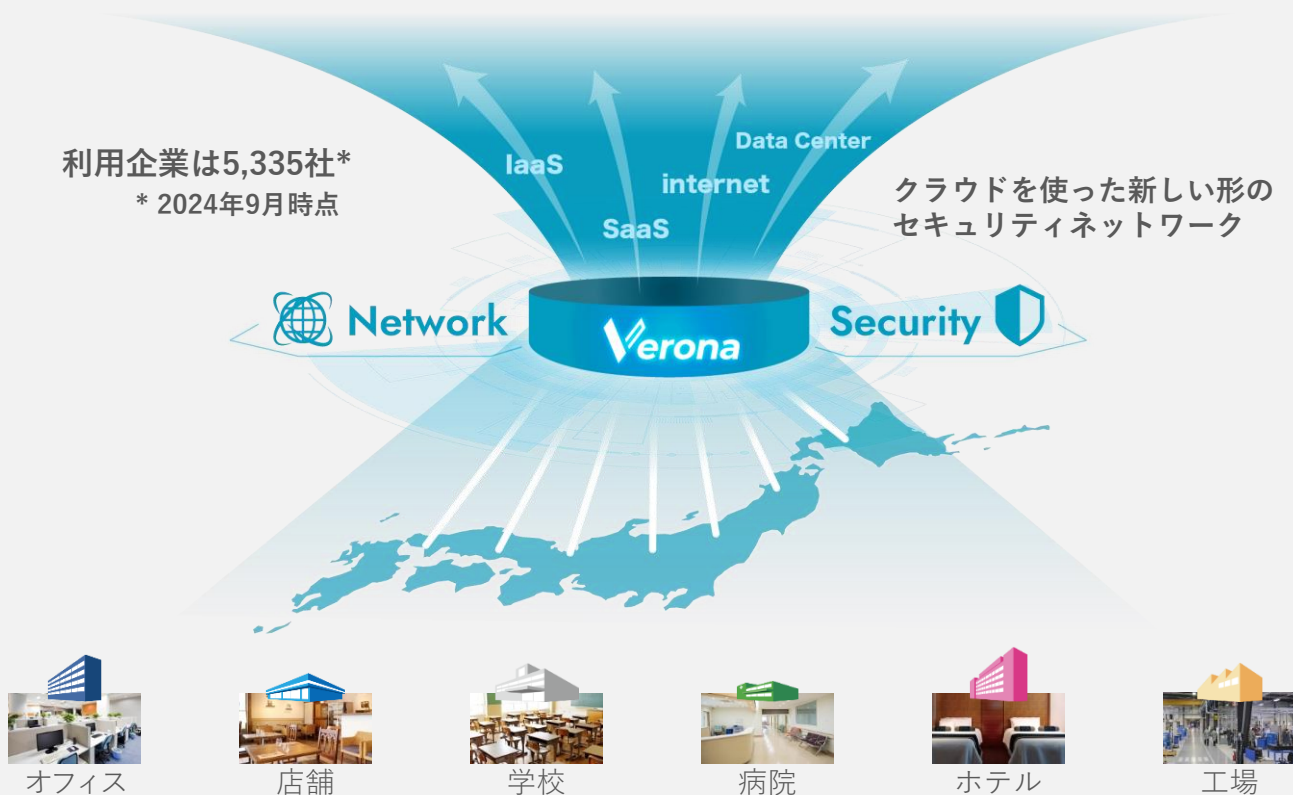 利用企業は5,335社*
* 2024年9月時点
IaaS
SaaS
internet
Data Center
クラウドを使った新しい形の
セキュリティネットワーク
Network
Verona
Security
オフィス
店舗
学校
病院
ホテル
工場